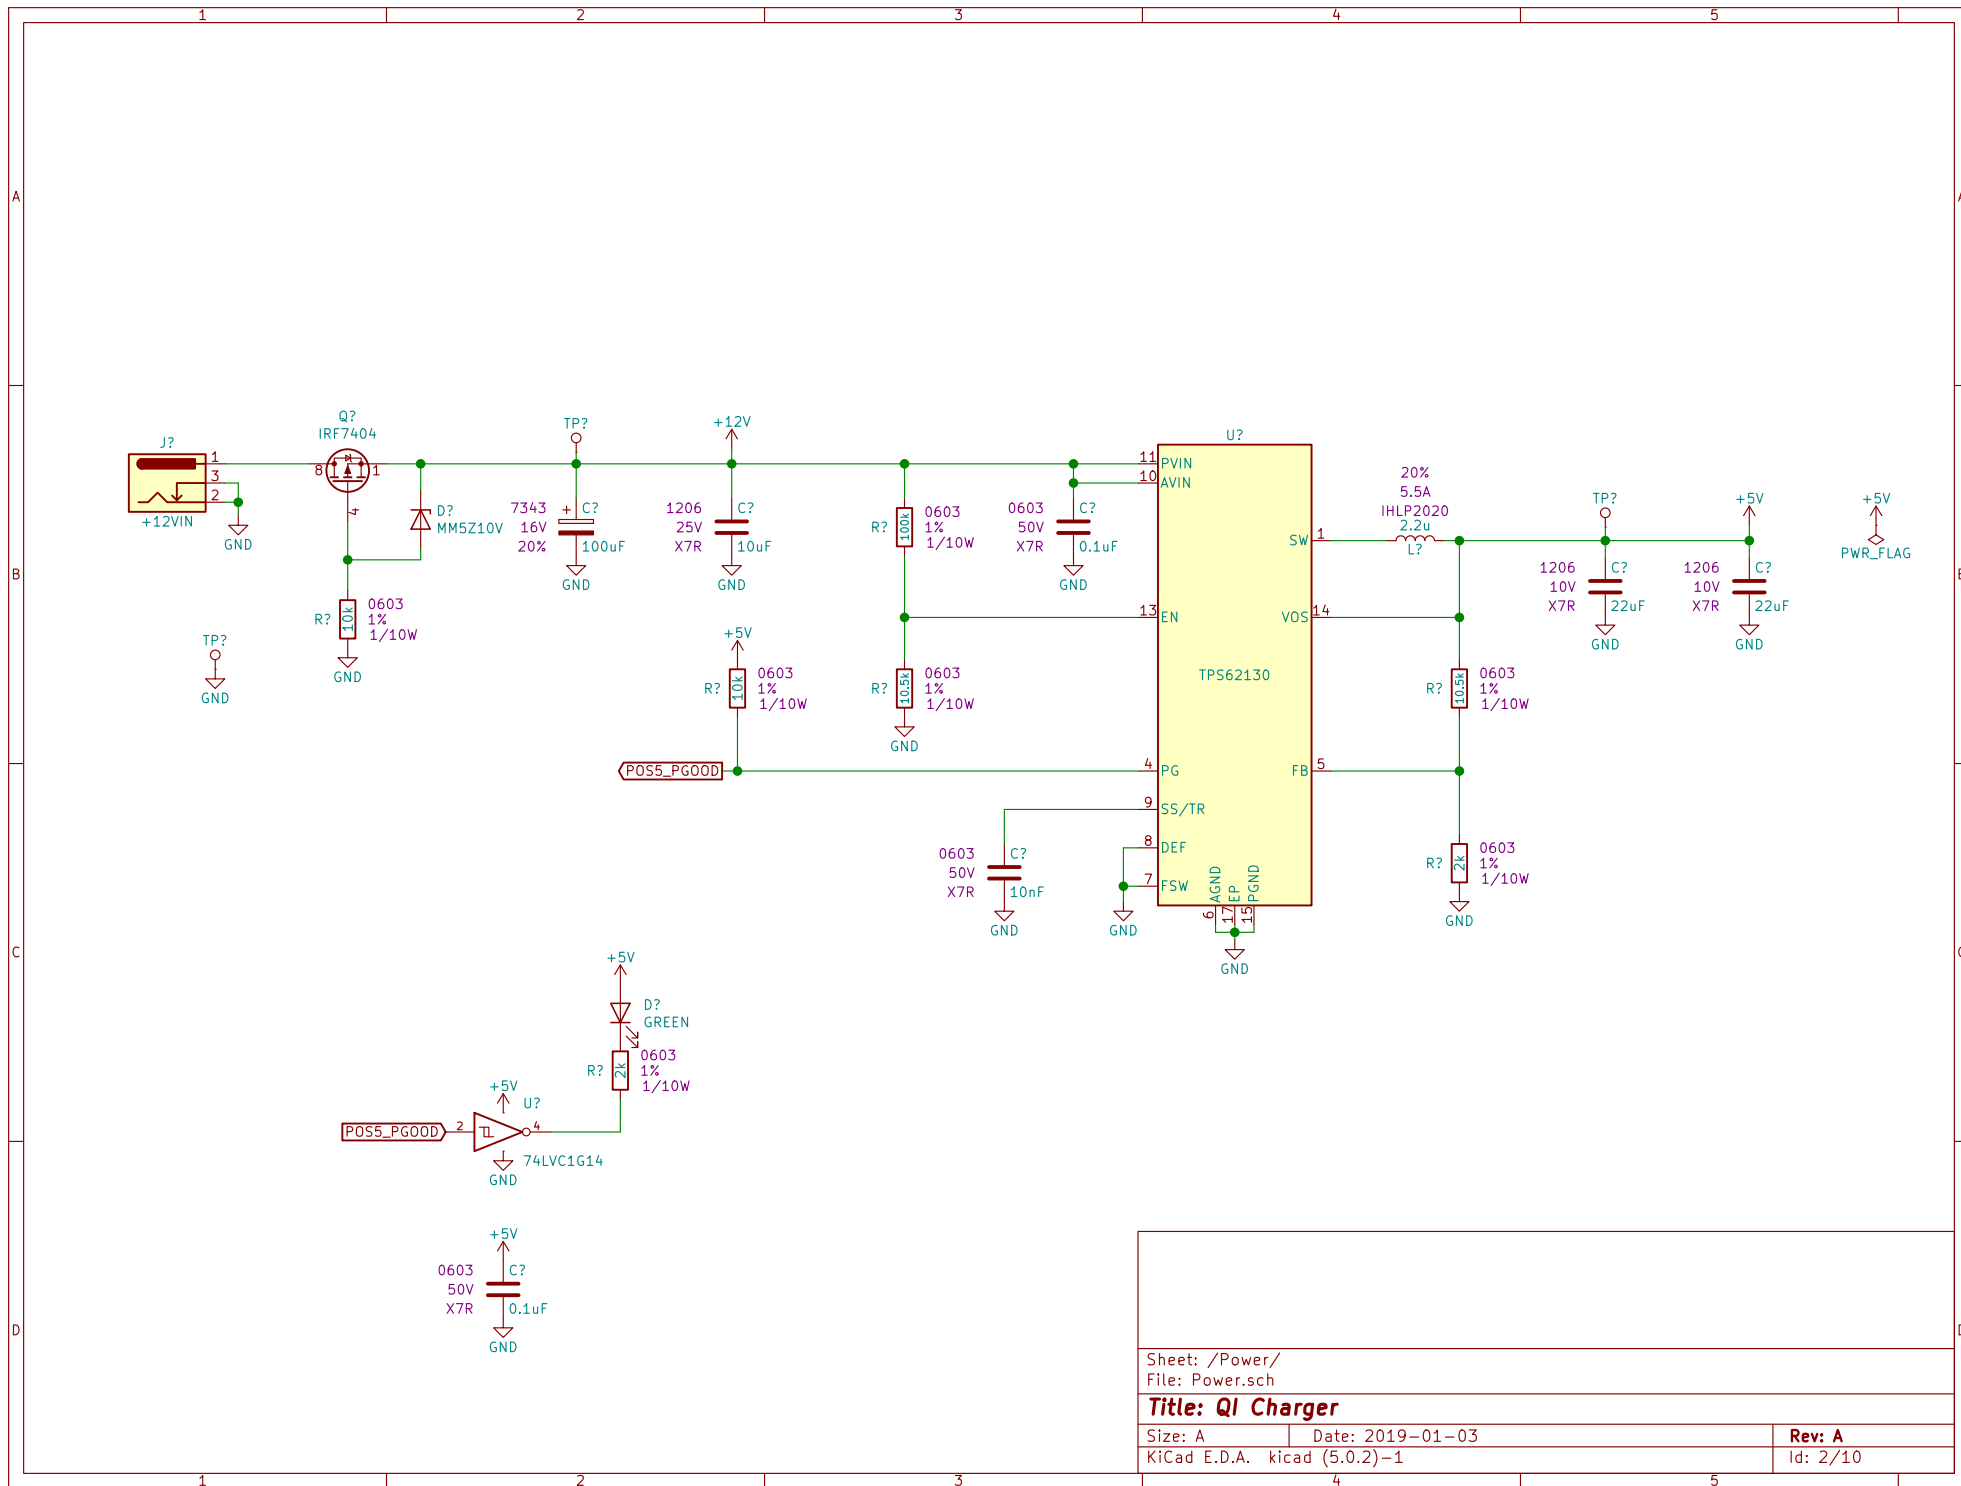 1 2 3 4 5
A
B
C
D
J?
+12VIN
1
3
2
GND
Q?
IRF7404
8
1
4
D?
MM5Z10V
R?
10k
0603
1%
1/10W
GND
TP?
GND
TP?
7343
16V
20%
C?
100uF
GND
+12V
1206
25V
X7R
C?
10uF
GND
R?
100k
0603
1%
1/10W
0603
50V
X7R
C?
0.1uF
GND
+5V
R?
10k
0603
1%
1/10W
R?
10.5k
0603
1%
1/10W
GND
POS5_PGOOD
U?
TPS62130
11 PVIN
10 AVIN
13 EN
4 PG
9 SS/TR
8 DEF
7 FSW
SW 1
VOS 14
FB 5
AGND
EP
PGND
6
17
15
GND
0603
50V
X7R
C?
10nF
GND
GND
20%
5.5A
IHLP2020
2.2u
L?
TP?
1206
10V
X7R
C?
22uF
GND
+5V
1206
10V
X7R
C?
22uF
GND
+5V
PWR_FLAG
R?
10.5k
0603
1%
1/10W
R?
2k
0603
1%
1/10W
GND
+5V
D?
GREEN
R?
2k
0603
1%
1/10W
+5V
U?
POS5_PGOOD
2
4
74LVC1G14
GND
+5V
0603
50V
X7R
C?
0.1uF
GND
Sheet: /Power/
File: Power.sch
Title: QI Charger
Size: A Date: 2019-01-03 Rev: A
KiCad E.D.A. kicad (5.0.2)-1 Id: 2/10
1 2 3 4 5